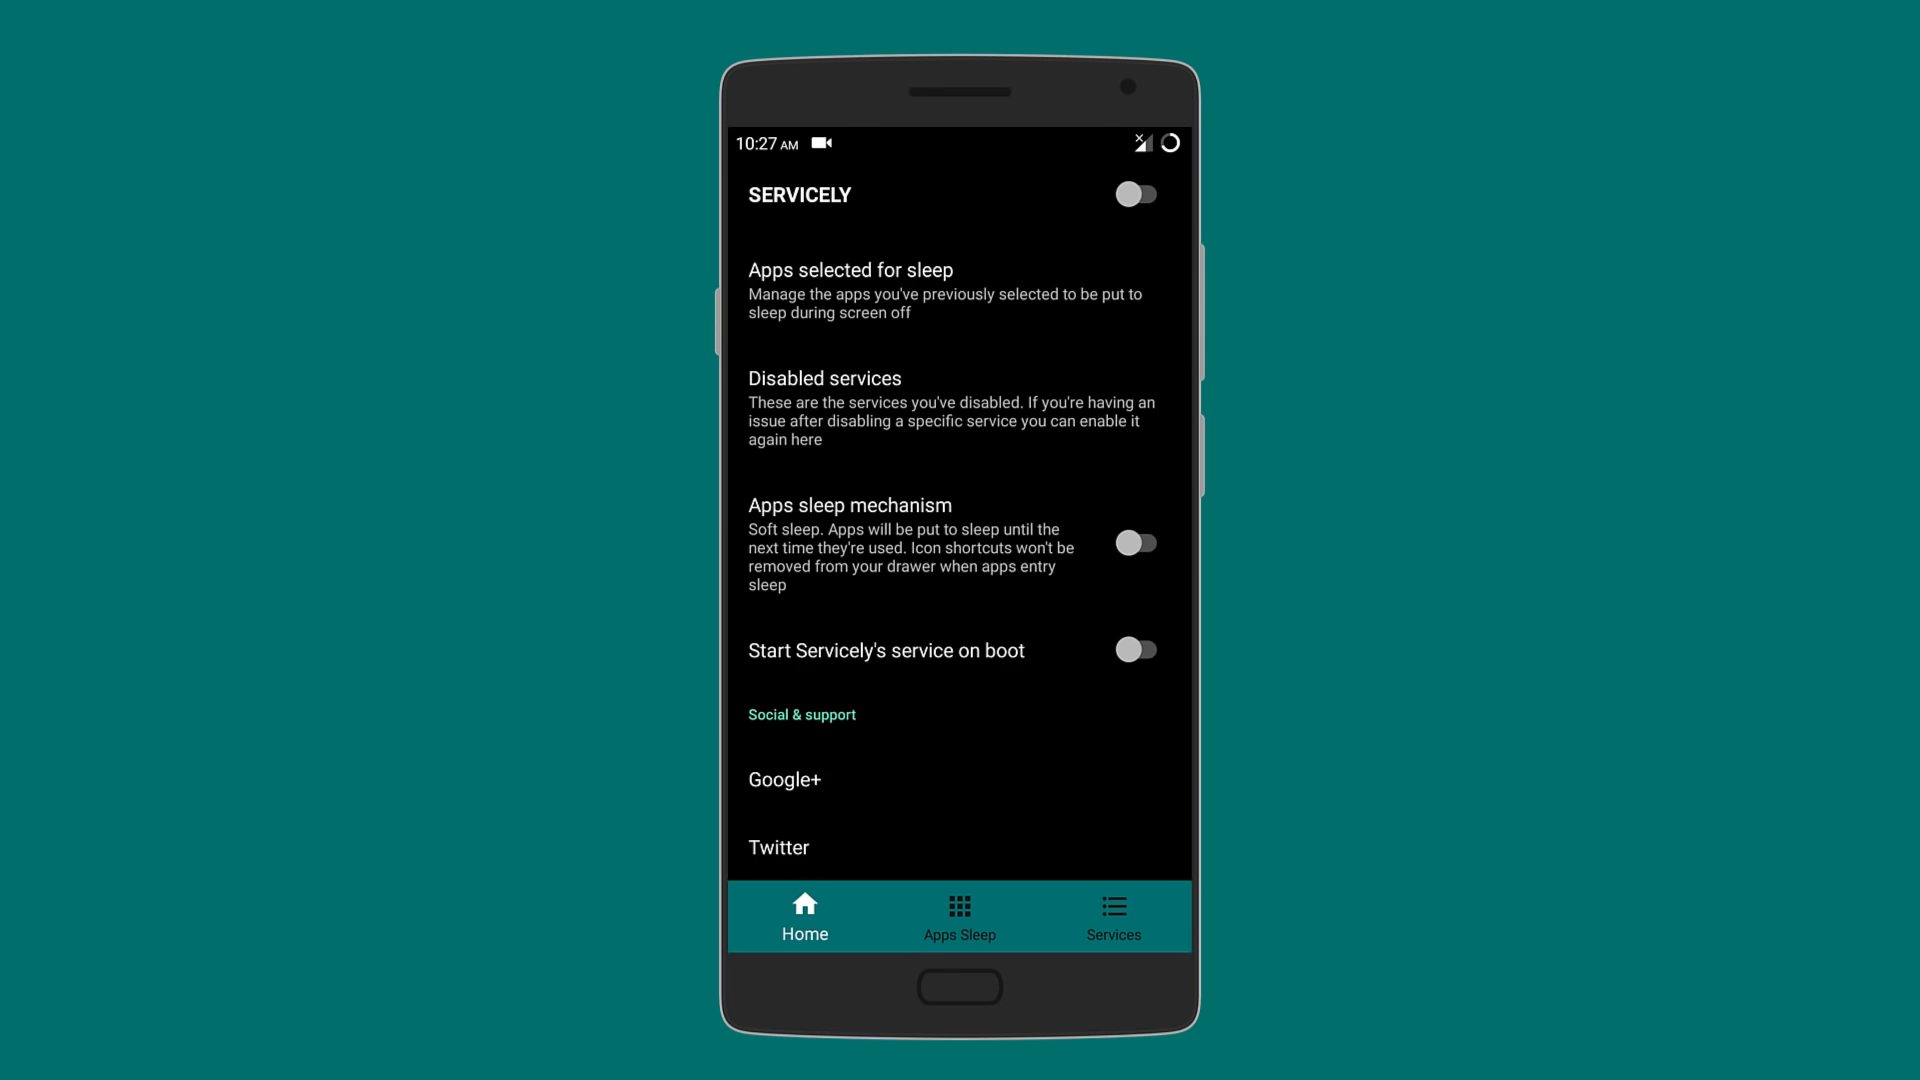 10:27 AM
SERVICELY
Apps selected for sleep
Manage the apps you've previously selected to be put to
sleep during screen off
Disabled services
These are the services you've disabled. If you're having an
issue after disabling a specific service you can enable it
again here
Apps sleep mechanism
Soft sleep. Apps will be put to sleep until the
next time they're used. Icon shortcuts won't be
removed from your drawer when apps entry
sleep
Start Servicely's service on boot
Social & support
Google+
Twitter
Home
Apps Sleep
Services